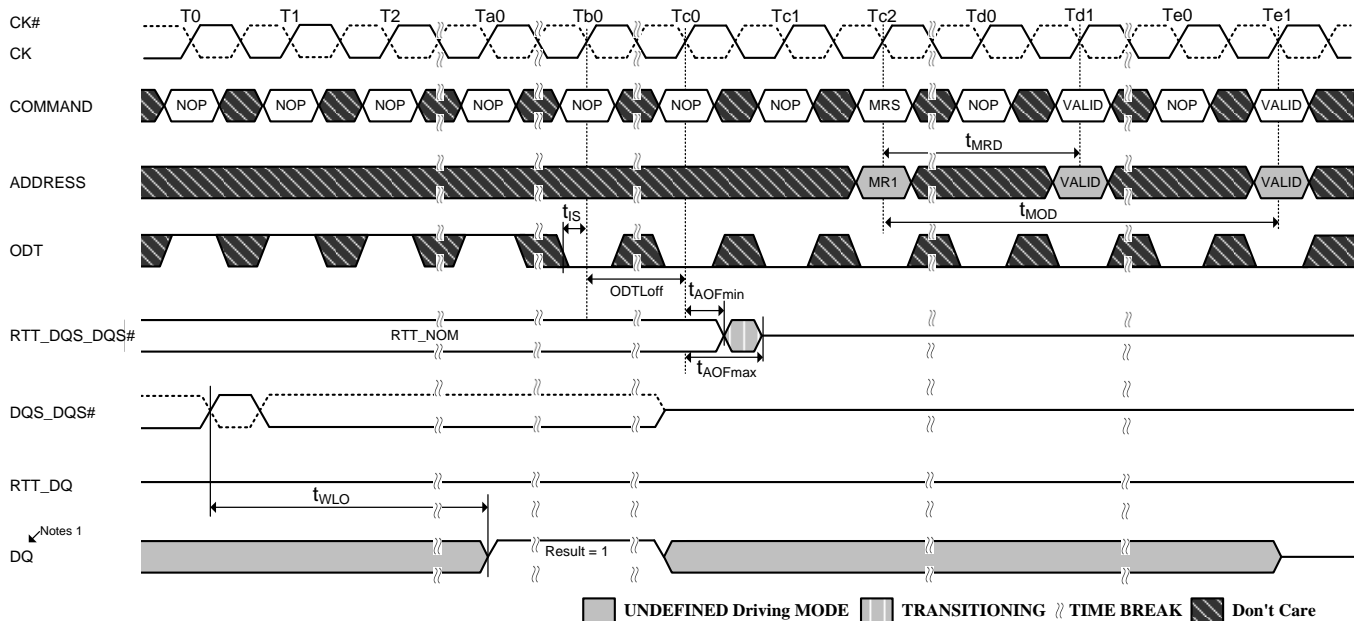 T0 T1 T2 Ta0 Tb0 Tc0 Tc1 Tc2 Td0 Td1 Te0 Te1
CK#
CK
COMMAND NOP NOP NOP NOP NOP NOP NOP MRS NOP VALID NOP VALID
tMRD
ADDRESS MR1 VALID VALID
tMOD
tIS
ODT
ODTLoff
tAOFmin
RTT_DQS_DQS# RTT_NOM
tAOFmax
DQS_DQS#
RTT_DQ
tWLO
Notes 1
DQ Result = 1
UNDEFINED Driving MODE TRANSITIONING TIME BREAK Don't Care